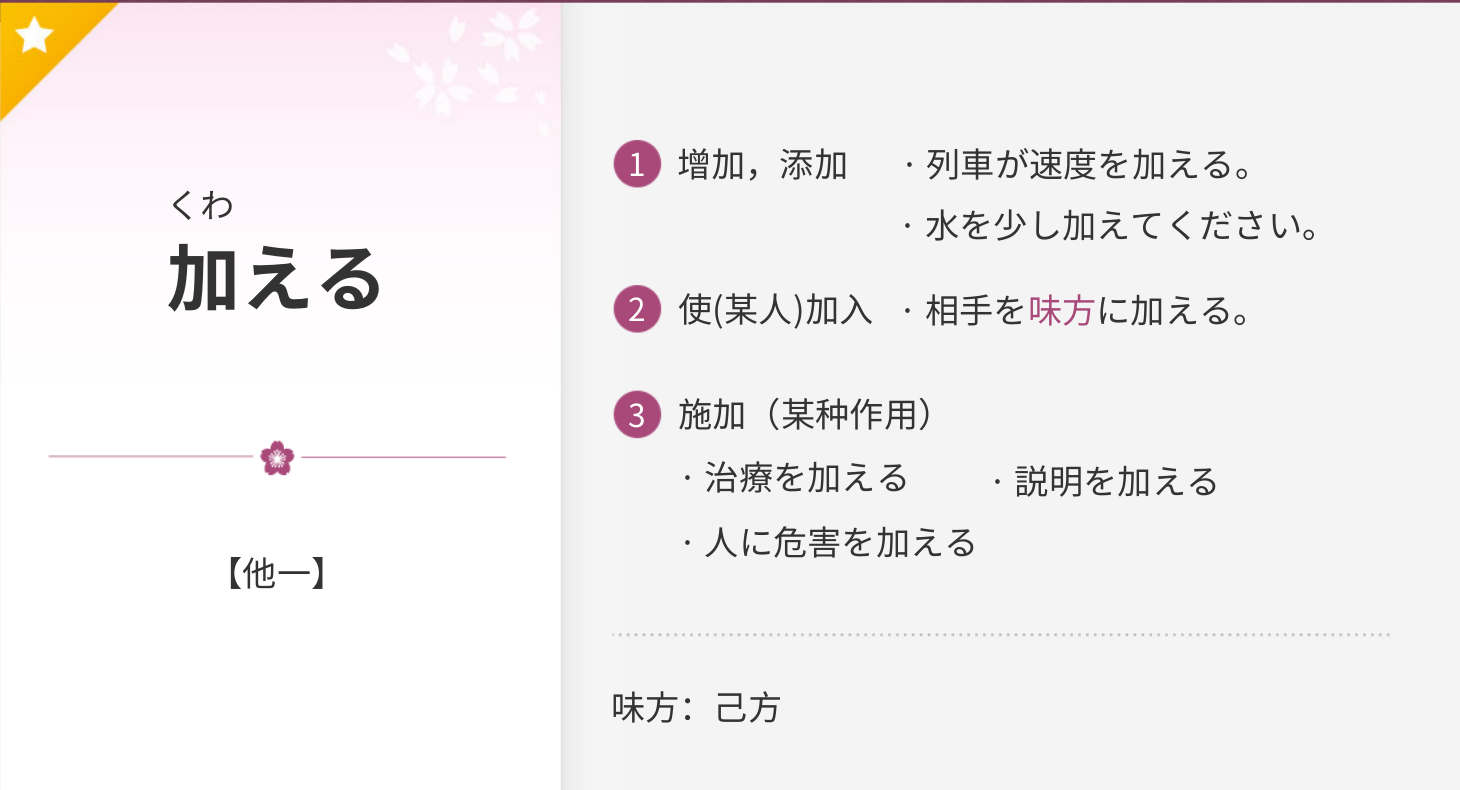 くわ
加える
【他一】
1 增加，添加 ・列車が速度を加える。
・水を少し加えてください。
2 使(某人)加入 ・相手を味方に加える。
3 施加（某种作用）
・治療を加える ・説明を加える
・人に危害を加える
味方：己方